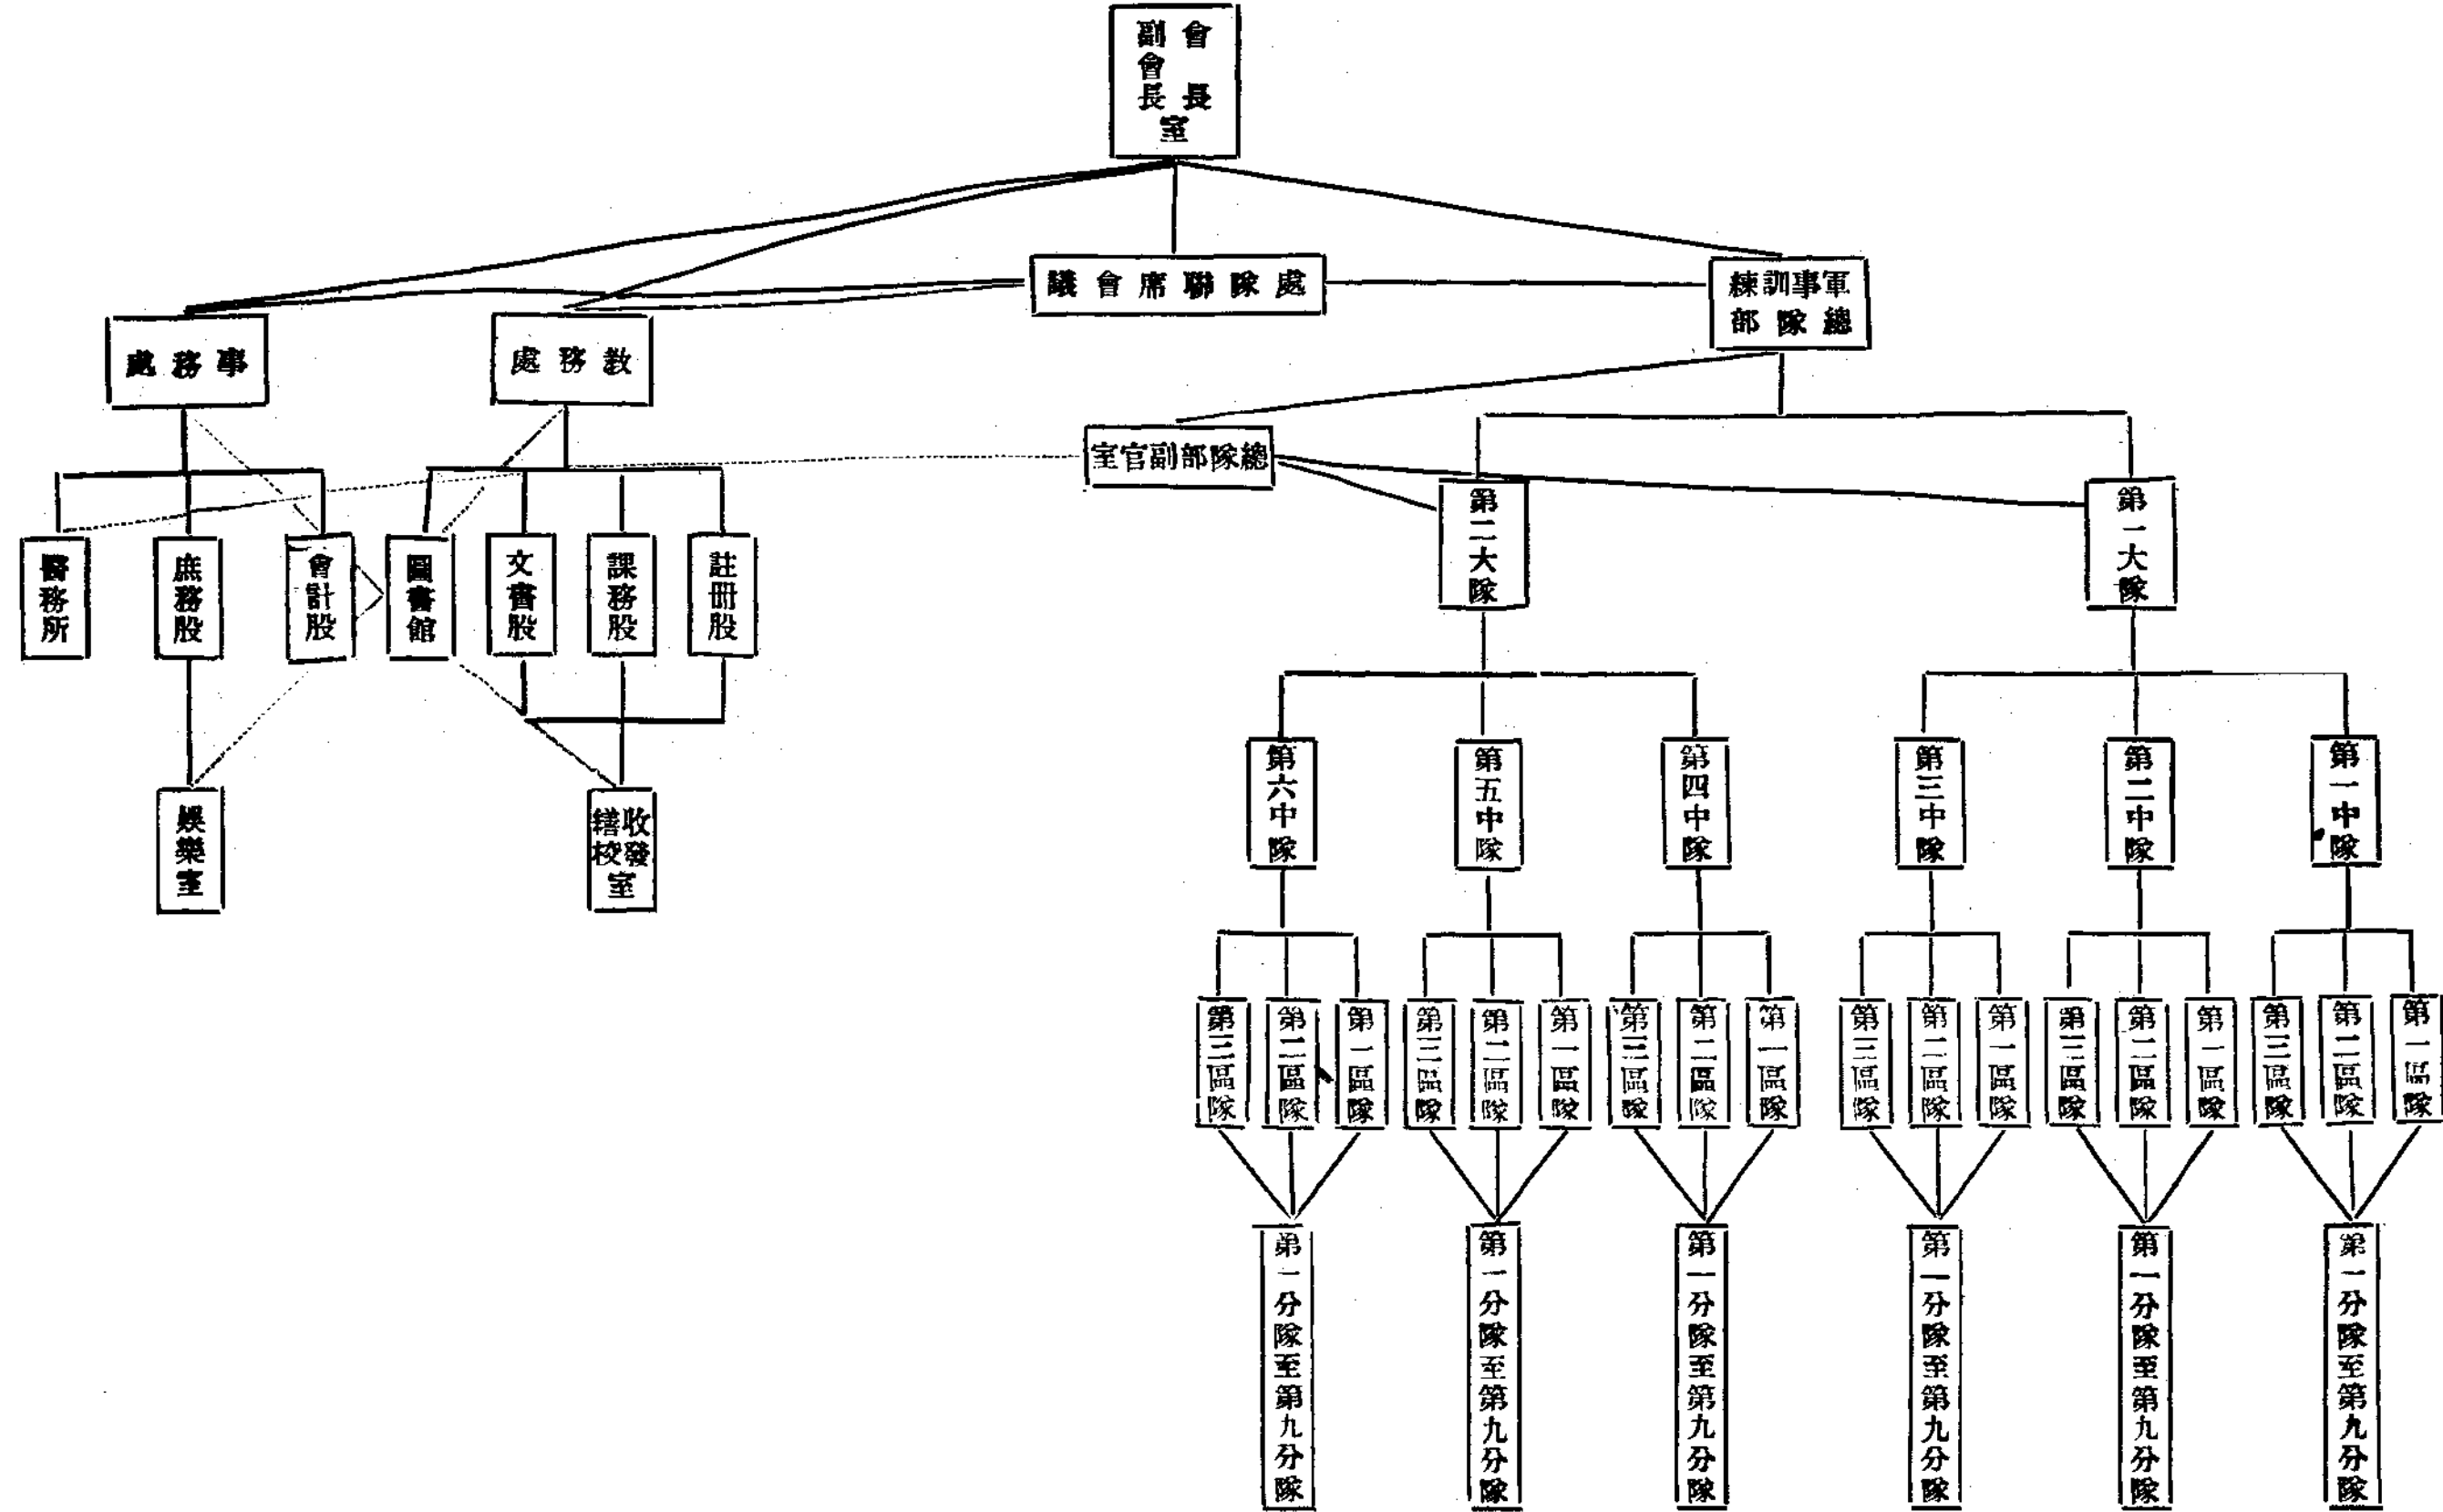 會長
副會長
室
處隊聯席會議
軍事訓練
總隊部
教務處
事務處
總隊部副官室
第一大隊
第二大隊
註冊股
課務股
文書股
圖書館
會計股
庶務股
醫務所
收發
繕校
室
娛樂室
第一中隊
第二中隊
第三中隊
第四中隊
第五中隊
第六中隊
第一區隊
第二區隊
第三區隊
第一區隊
第二區隊
第三區隊
第一區隊
第二區隊
第三區隊
第一區隊
第二區隊
第三區隊
第一區隊
第二區隊
第三區隊
第一區隊
第二區隊
第三區隊
第一分隊至第九分隊
第一分隊至第九分隊
第一分隊至第九分隊
第一分隊至第九分隊
第一分隊至第九分隊
第一分隊至第九分隊